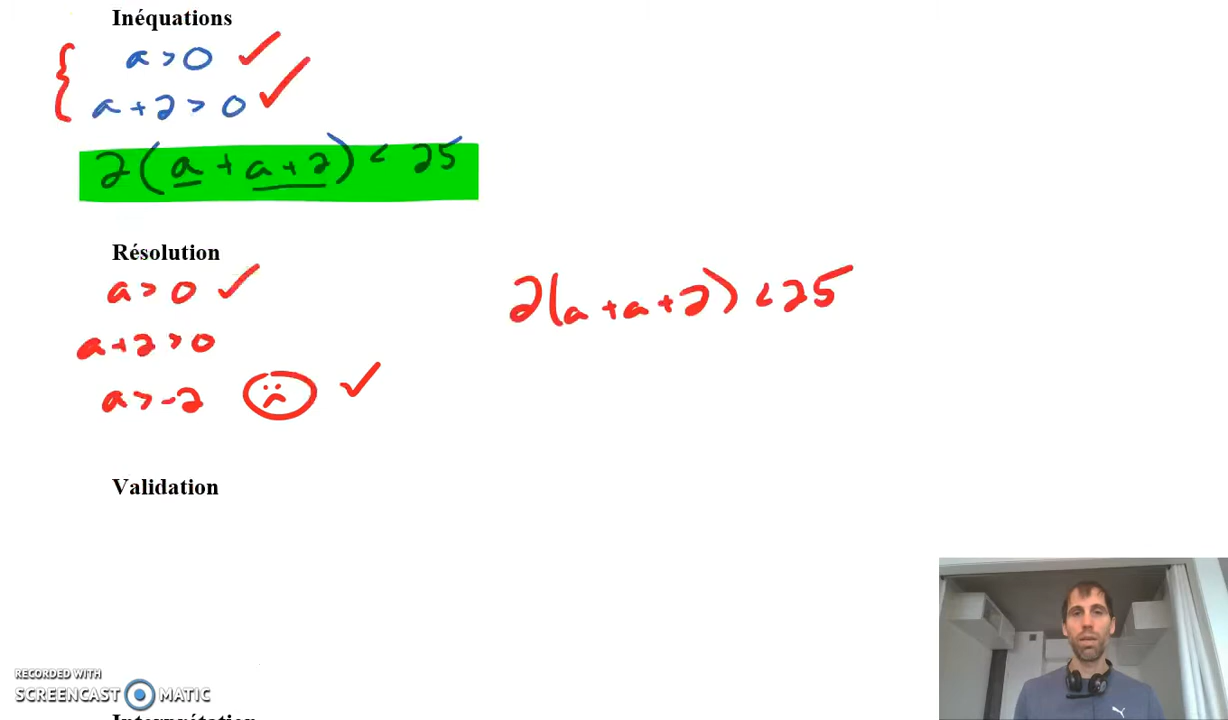 Inéquations
a > 0
a + 2 > 0
2(a + a + 2) < 25
Résolution
a > 0
a + 2 > 0
a > -2
2(a + a + 2) < 25
Validation
RECORDED WITH
SCREENCAST MATIC
Interprétation